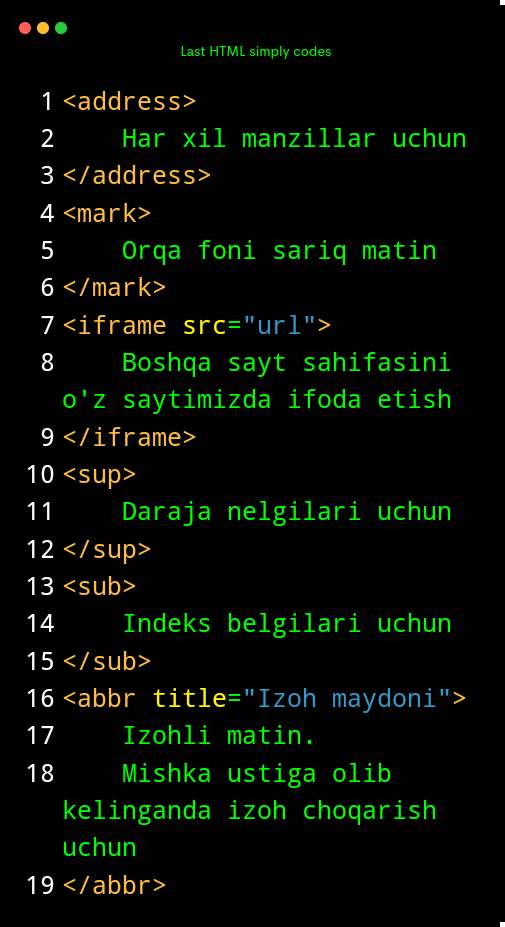 Last HTML simply codes
1 <address>
2     Har xil manzillar uchun
3 </address>
4 <mark>
5     Orqa foni sariq matin
6 </mark>
7 <iframe src="url">
8     Boshqa sayt sahifasini
o'z saytimizda ifoda etish
9 </iframe>
10 <sup>
11     Daraja nelgilari uchun
12 </sup>
13 <sub>
14     Indeks belgilari uchun
15 </sub>
16 <abbr title="Izoh maydoni">
17     Izohli matin.
18     Mishka ustiga olib
kelinganda izoh choqarish
uchun
19 </abbr>